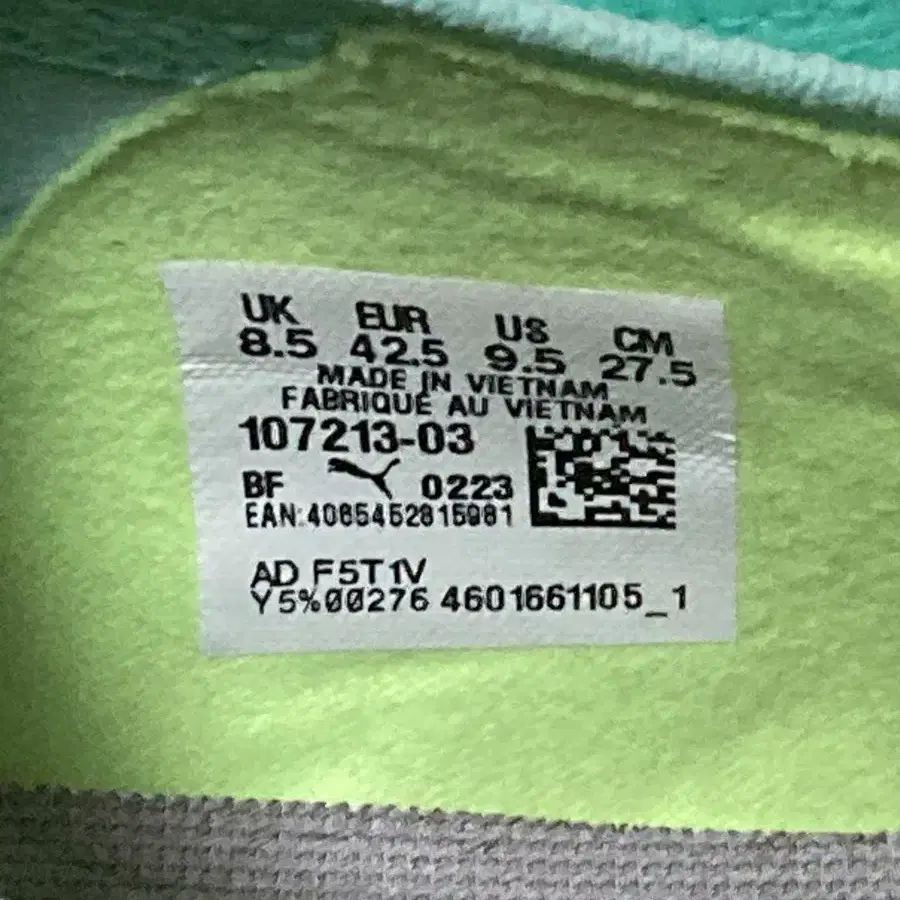 UK EUR US CM
8.5 42.5 9.5 27.5
MADE IN VIETNAM
FABRIQUÉ AU VIETNAM
107213-03
BF 0223
EAN:4065452815981
AD F5T1V
Y5%00276 4601661105_1